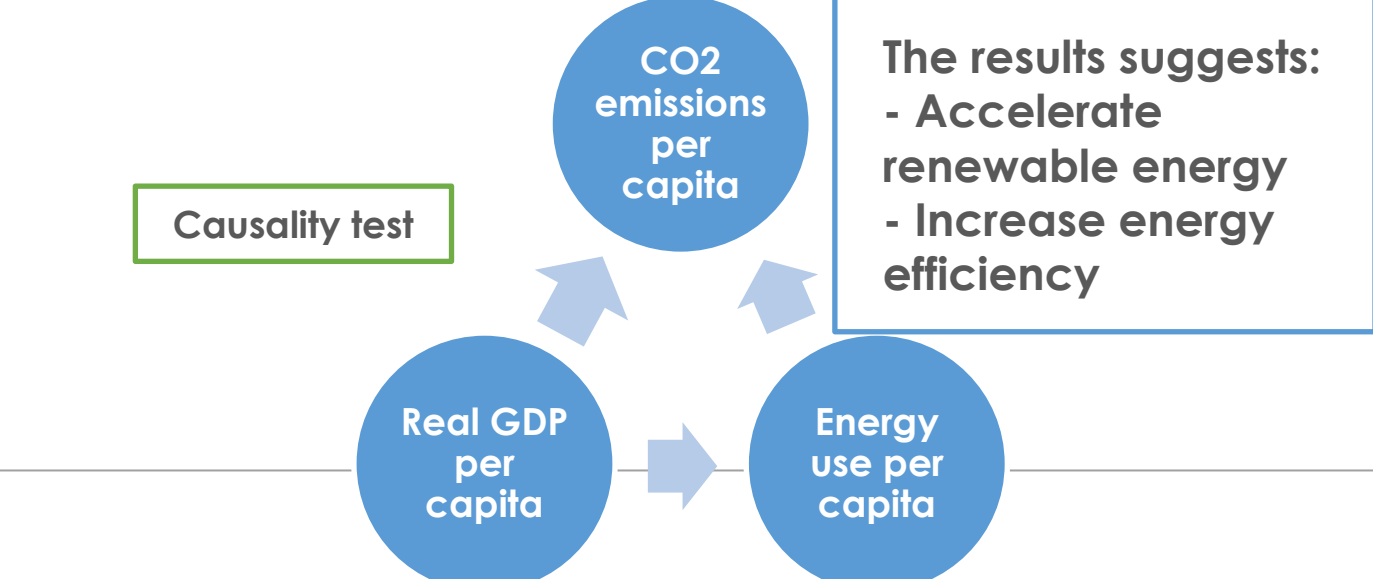 CO2
emissions
per
capita
The results suggests:
- Accelerate
renewable energy
- Increase energy
efficiency
Causality test
Real GDP
per
capita
Energy
use per
capita